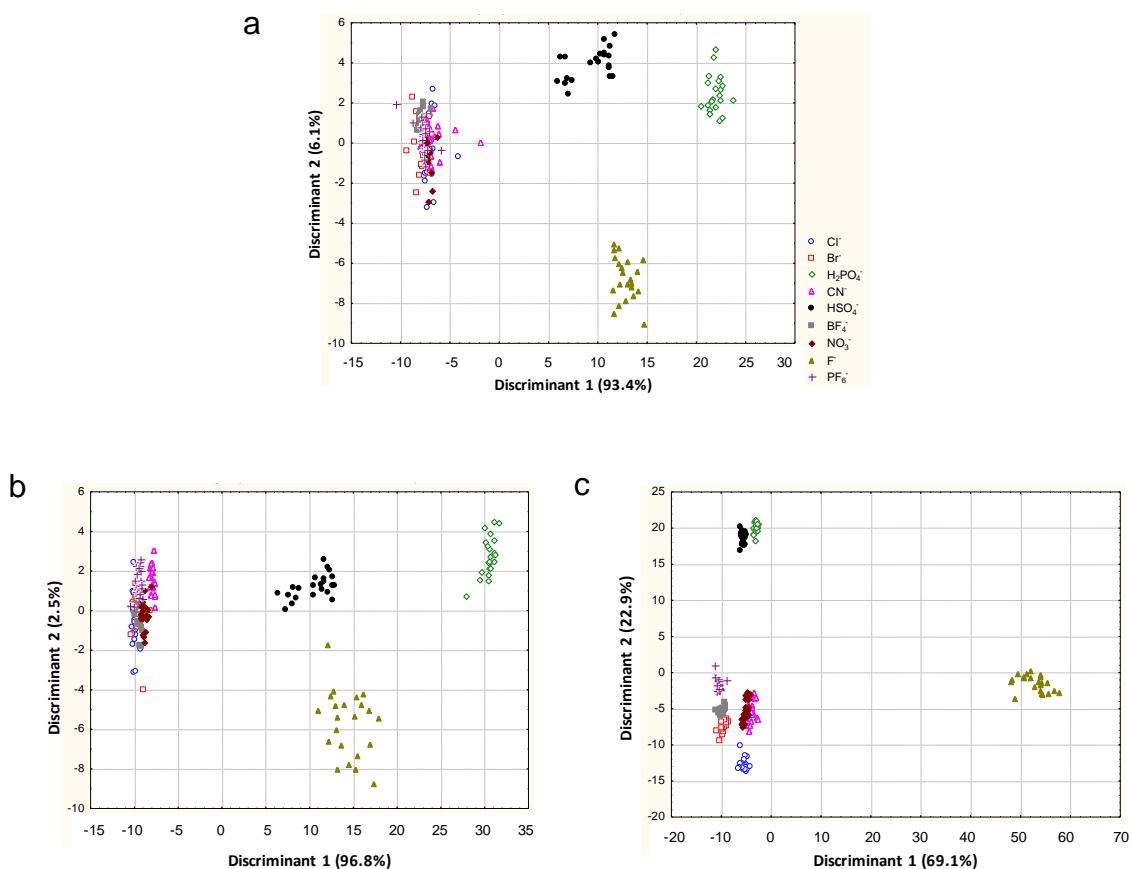 a
6
4
2
0
-2
-4
-6
-8
-10
Discriminant 2 (6.1%)
-15 -10 -5 0 5 10 15 20 25 30
Discriminant 1 (93.4%)
Cl⁻
Br⁻
H₂PO₄⁻
CN⁻
HSO₄⁻
BF₄⁻
NO₃⁻
F⁻
PF₆⁻
b
6
4
2
0
-2
-4
-6
-8
-10
Discriminant 2 (2.5%)
-15 -10 -5 0 5 10 15 20 25 30 35
Discriminant 1 (96.8%)
c
25
20
15
10
5
0
-5
-10
-15
-20
Discriminant 2 (22.9%)
-20 -10 0 10 20 30 40 50 60 70
Discriminant 1 (69.1%)